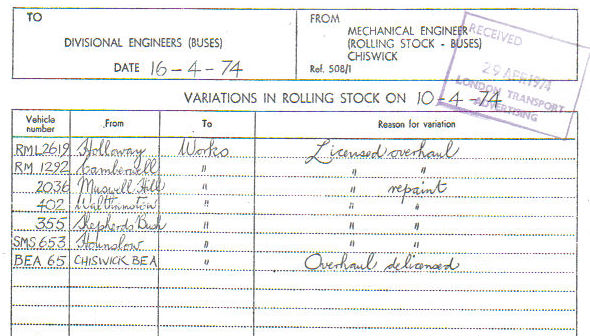 TO
DIVISIONAL ENGINEERS (BUSES)
DATE 16-4-74
FROM
MECHANICAL ENGINEER
(ROLLING STOCK - BUSES)
CHISWICK
Ref. 508/1
RECEIVED
29 APR 1974
LONDON TRANSPORT
ADVERTISING
VARIATIONS IN ROLLING STOCK ON 10-4-74
Vehicle number From To Reason for variation
RML2619 Holloway Works Licensed overhaul
RM 1292 Camberwell " " "
2036 Muswell Hill " " repaint
402 Walthamstow " " "
355 Shepherds Bush " " "
SMS 653 Hounslow " " "
BEA 65 CHISWICK BEA " Overhaul delicensed